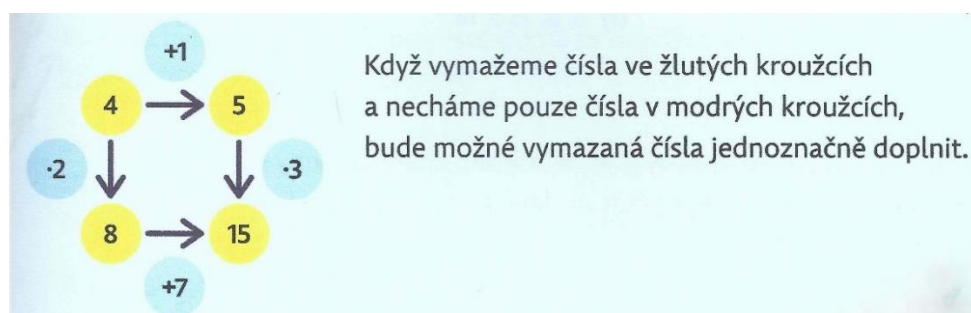 +1
4 5
·2 ·3
8 15
+7
Když vymažeme čísla ve žlutých kroužcích
a necháme pouze čísla v modrých kroužcích,
bude možné vymazaná čísla jednoznačně doplnit.